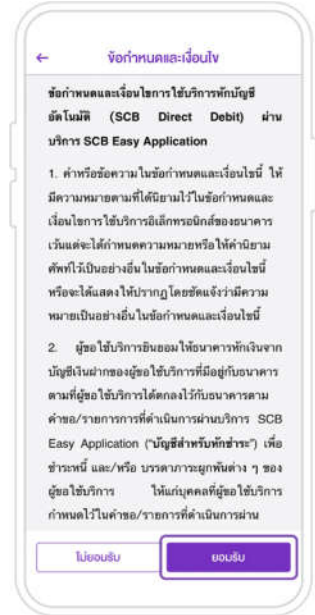 ข้อกำหนดและเงื่อนไข
ข้อกำหนดและเงื่อนไขการใช้บริการหักบัญชี
อัตโนมัติ (SCB Direct Debit) ผ่าน
บริการ SCB Easy Application
1. คำหรือข้อความในข้อกำหนดและเงื่อนไขนี้ ให้
มีความหมายตามที่ได้นิยามไว้ในข้อกำหนดและ
เงื่อนไขการใช้บริการอิเล็กทรอนิกส์ของธนาคาร
เว้นแต่จะได้กำหนดความหมายหรือให้คำนิยาม
ศัพท์ไว้เป็นอย่างอื่นในข้อกำหนดและเงื่อนไขนี้
หรือจะได้แสดงให้ปรากฏโดยชัดแจ้งว่ามีความ
หมายเป็นอย่างอื่นในข้อกำหนดและเงื่อนไขนี้
2. ผู้ขอใช้บริการยินยอมให้ธนาคารหักเงินจาก
บัญชีเงินฝากของผู้ขอใช้บริการที่มีอยู่กับธนาคาร
ตามที่ผู้ขอใช้บริการได้ตกลงไว้กับธนาคารตาม
คำขอ/รายการที่ดำเนินการผ่านบริการ SCB
Easy Application ("บัญชีสำหรับหักชำระ") เพื่อ
ชำระหนี้ และ/หรือ บรรดาภาระผูกพันต่าง ๆ ของ
ผู้ขอใช้บริการ ให้แก่บุคคลที่ผู้ขอใช้บริการ
กำหนดไว้ในคำขอ/รายการที่ดำเนินการผ่าน
ไม่ยอมรับ
ยอมรับ